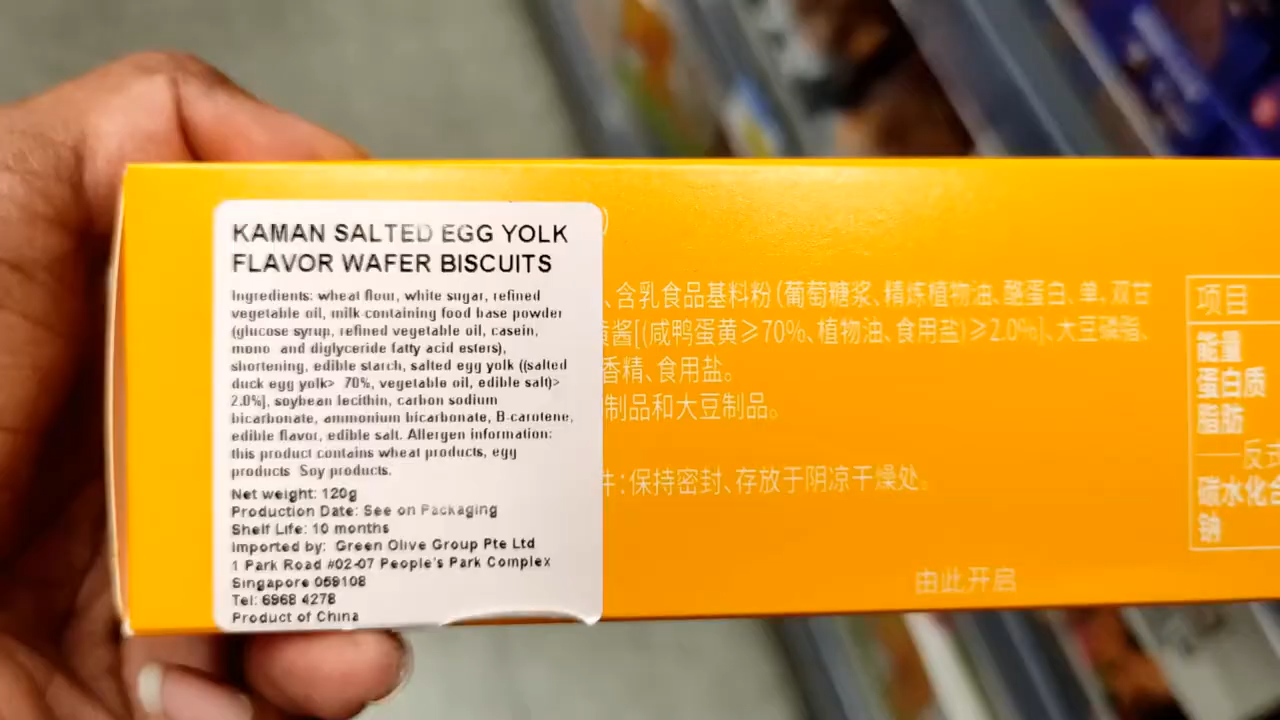 KAMAN SALTED EGG YOLK
FLAVOR WAFER BISCUITS
Ingredients: wheat flour, white sugar, refined
vegetable oil, milk-containing food base powder
(glucose syrup, refined vegetable oil, casein,
mono- and diglyceride fatty acid esters),
shortening, edible starch, salted egg yolk ((salted
duck egg yolk> 70%, vegetable oil, edible salt)>
2.0%], soybean lecithin, carbon sodium
bicarbonate, ammonium bicarbonate, B-carotene,
edible flavor, edible salt. Allergen information:
this product contains wheat products, egg
products Soy products.
Net weight: 120g
Production Date: See on Packaging
Shelf Life: 10 months
Imported by: Green Olive Group Pte Ltd
1 Park Road #02-07 People's Park Complex
Singapore 059108
Tel: 6968 4278
Product of China
)
、含乳食品基料粉(葡萄糖浆、精炼植物油、酪蛋白、单,双甘
黄酱[(咸鸭蛋黄≥70%、植物油、食用盐)≥2.0%]、大豆磷脂、
香精、食用盐。
制品和大豆制品。
件:保持密封、存放于阴凉干燥处。
由此开启
项目
能量
蛋白质
脂肪
—反式
碳水化合
钠